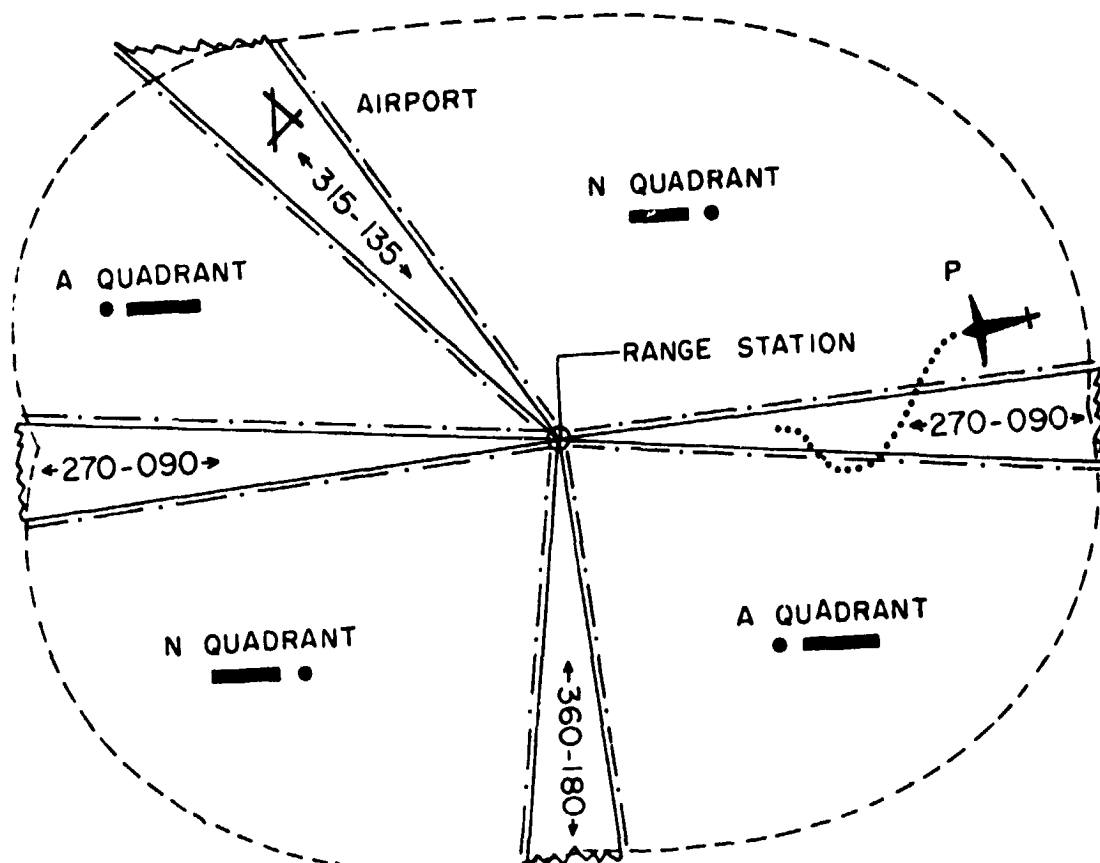 AIRPORT
N QUADRANT
←315-135→
A QUADRANT
P
RANGE STATION
←270-090→
←270-090→
A QUADRANT
N QUADRANT
←360-180→